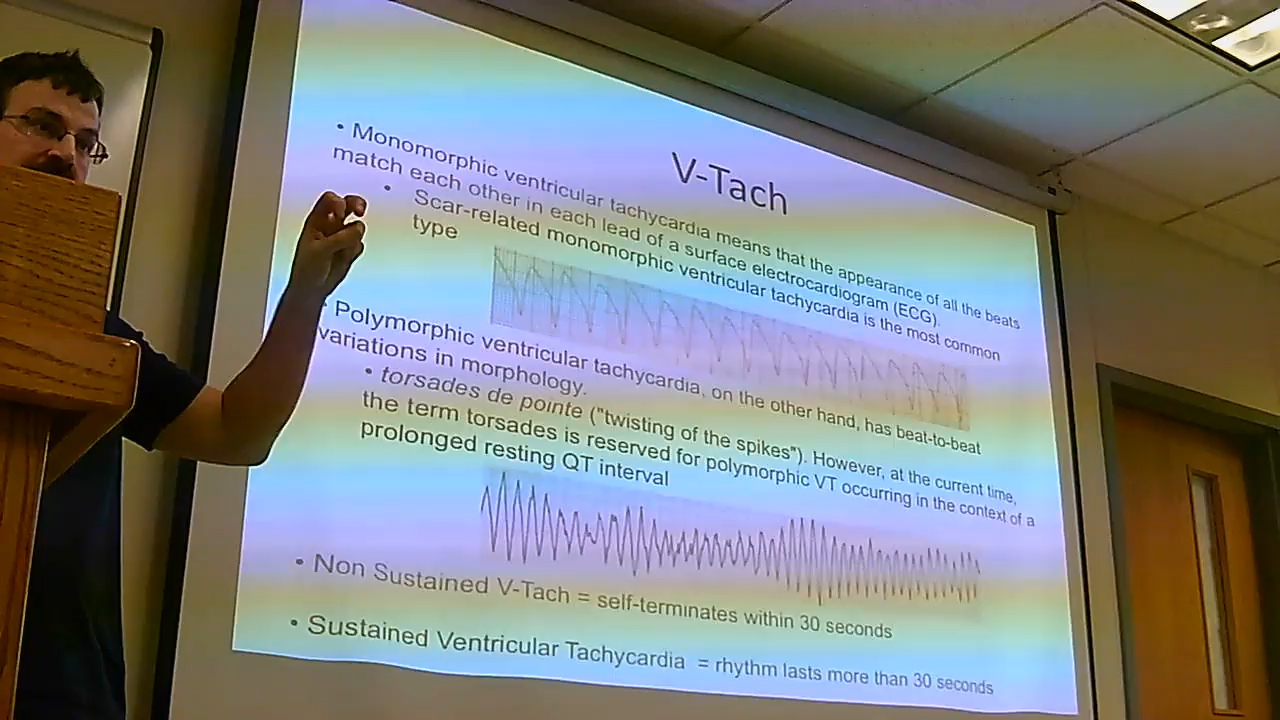 V-Tach
• Monomorphic ventricular tachycardia means that the appearance of all the beats
match each other in each lead of a surface electrocardiogram (ECG).
• Scar-related monomorphic ventricular tachycardia is the most common
type
• Polymorphic ventricular tachycardia, on the other hand, has beat-to-beat
variations in morphology.
• torsades de pointe ("twisting of the spikes"). However, at the current time,
the term torsades is reserved for polymorphic VT occurring in the context of a
prolonged resting QT interval
• Non Sustained V-Tach = self-terminates within 30 seconds
• Sustained Ventricular Tachycardia = rhythm lasts more than 30 seconds